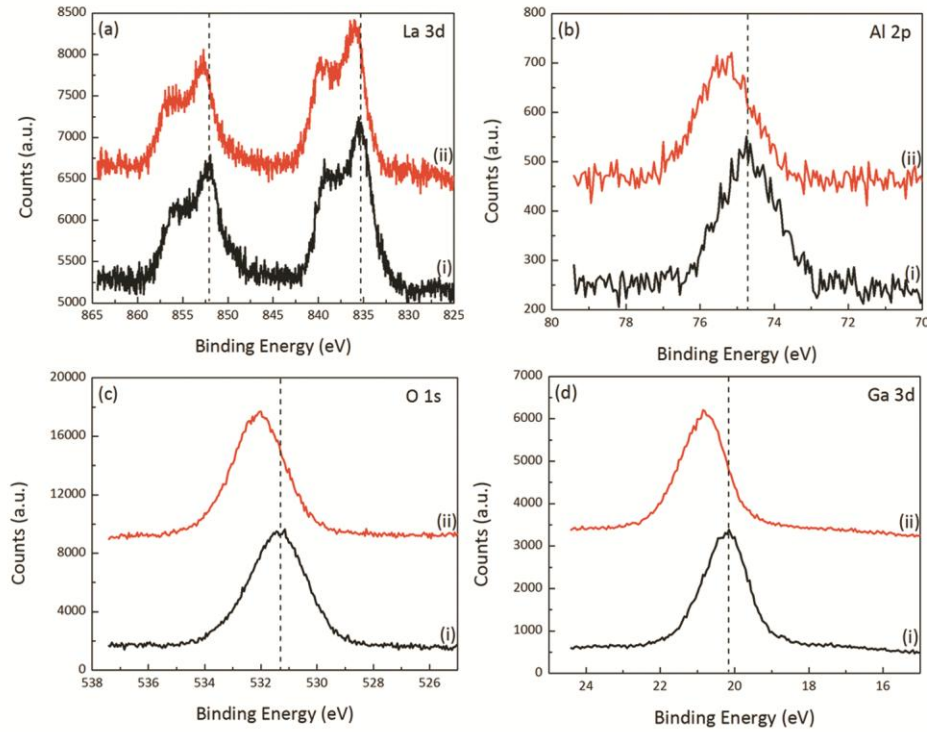 (a) La 3d
8500
8000
7500
7000
6500
6000
5500
5000
(ii)
(i)
865 860 855 850 845 840 835 830 825
Binding Energy (eV)
Counts (a.u.)
(b) Al 2p
800
700
600
500
400
300
200
(ii)
(i)
80 78 76 74 72 70
Binding Energy (eV)
Counts (a.u.)
(c) O 1s
20000
16000
12000
8000
4000
0
(ii)
(i)
538 536 534 532 530 528 526
Binding Energy (eV)
Counts (a.u.)
(d) Ga 3d
7000
6000
5000
4000
3000
2000
1000
0
(ii)
(i)
24 22 20 18 16
Binding Energy (eV)
Counts (a.u.)